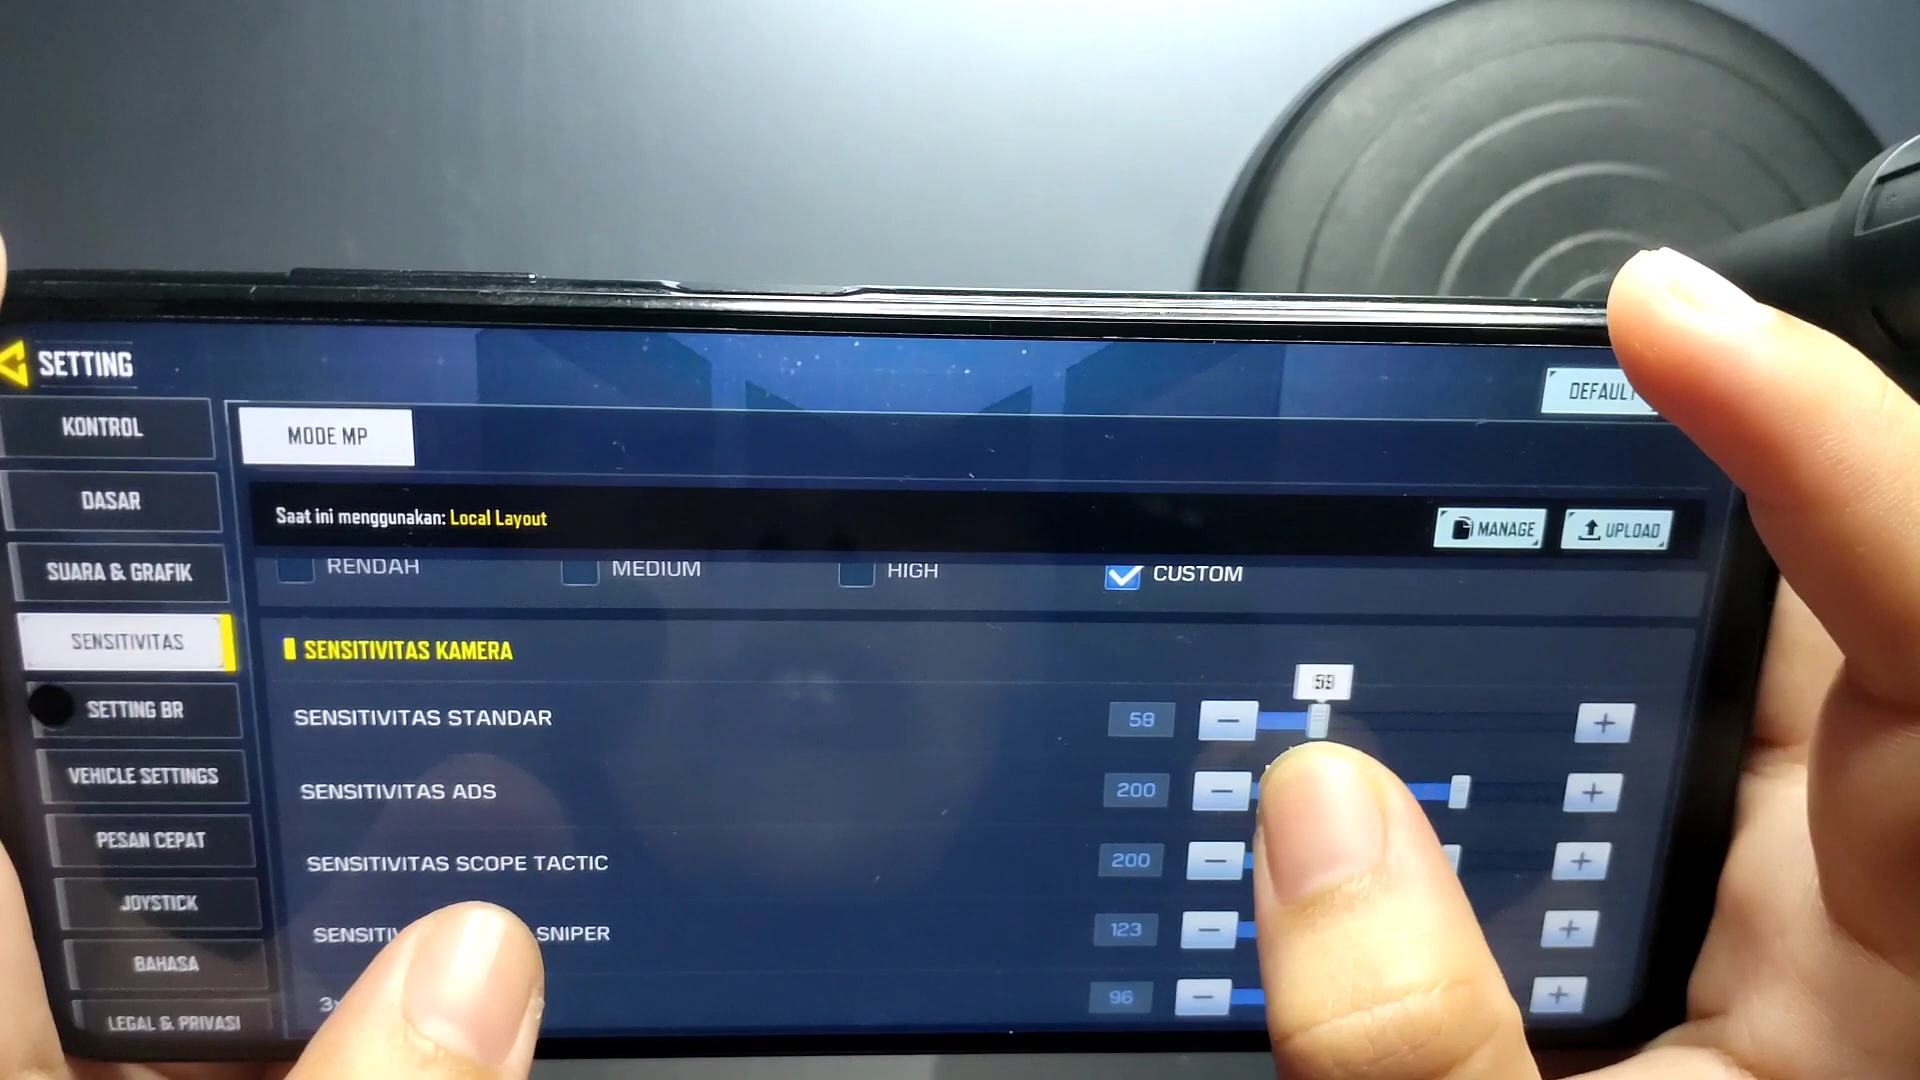 SETTING
DEFAULT
KONTROL
MODE MP
DASAR
Saat ini menggunakan: Local Layout
MANAGE
UPLOAD
SUARA & GRAFIK
RENDAH
MEDIUM
HIGH
CUSTOM
SENSITIVITAS
SENSITIVITAS KAMERA
59
SETTING BR
SENSITIVITAS STANDAR
58
VEHICLE SETTINGS
SENSITIVITAS ADS
200
PESAN CEPAT
SENSITIVITAS SCOPE TACTIC
200
JOYSTICK
SNIPER
123
BAHASA
96
LEGAL & PRIVASI